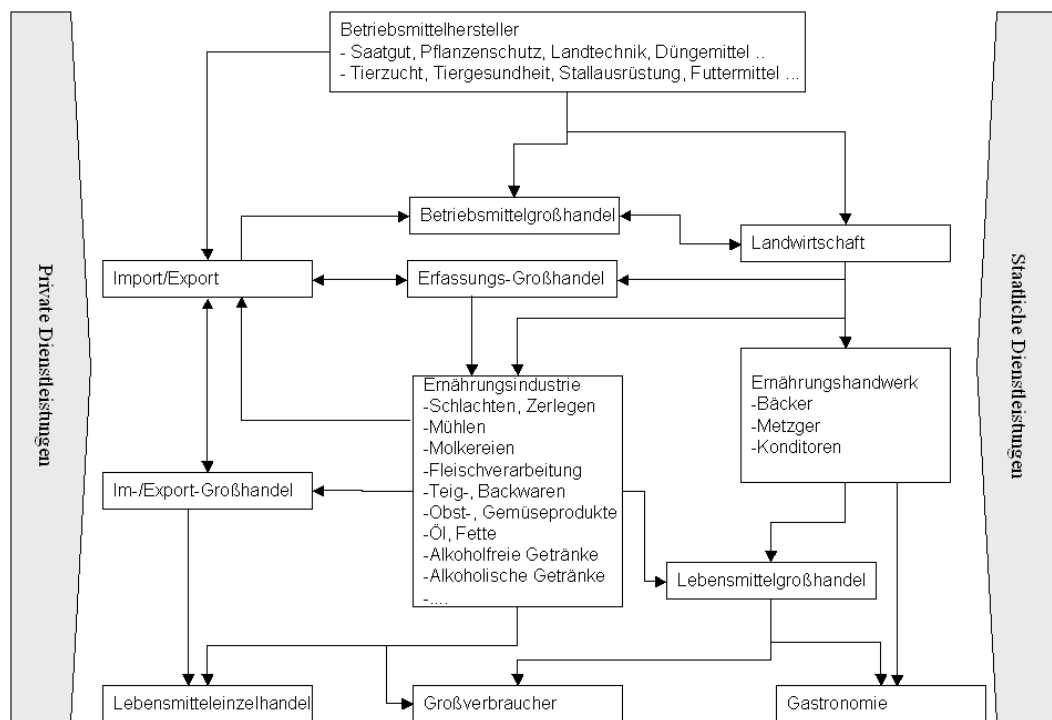 Betriebsmittelhersteller
- Saatgut, Pflanzenschutz, Landtechnik, Düngemittel ..
- Tierzucht, Tiergesundheit, Stallausrüstung, Futtermittel ...
Private Dienstleistungen
Staatliche Dienstleistungen
Betriebsmittelgroßhandel
Landwirtschaft
Import/Export
Erfassungs-Großhandel
Ernährungsindustrie
-Schlachten, Zerlegen
-Mühlen
-Molkereien
-Fleischverarbeitung
-Teig-, Backwaren
-Obst-, Gemüseprodukte
-Öl, Fette
-Alkoholfreie Getränke
-Alkoholische Getränke
-....
Ernährungshandwerk
-Bäcker
-Metzger
-Konditoren
Im-/Export-Großhandel
Lebensmittelgroßhandel
Lebensmitteleinzelhandel
Großverbraucher
Gastronomie